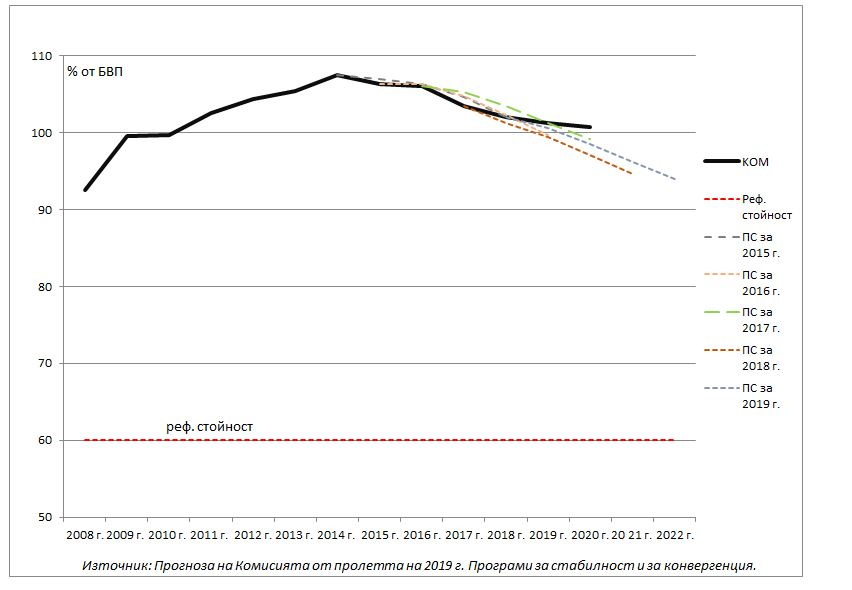 110
% от БВП
100
90
80
70
60
50
реф. стойност
2008 г. 2009 г. 2010 г. 2011 г. 2012 г. 2013 г. 2014 г. 2015 г. 2016 г. 2017 г. 2018 г. 2019 г. 2020 г. 20 21 г. 2022 г.
КОМ
Реф.
стойност
ПС за
2015 г.
ПС за
2016 г.
ПС за
2017 г.
ПС за
2018 г.
ПС за
2019 г.
Източник: Прогноза на Комисията от пролетта на 2019 г. Програми за стабилност и за конвергенция.